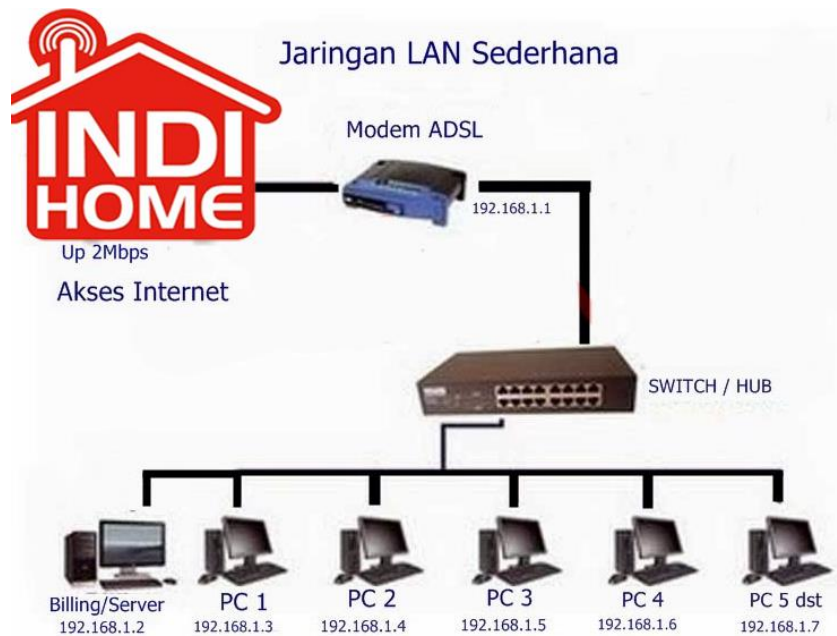 Jaringan LAN Sederhana
INDI
HOME
Modem ADSL
192.168.1.1
Up 2Mbps
Akses Internet
SWITCH / HUB
Billing/Server
192.168.1.2
PC 1
192.168.1.3
PC 2
192.168.1.4
PC 3
192.168.1.5
PC 4
192.168.1.6
PC 5 dst
192.168.1.7